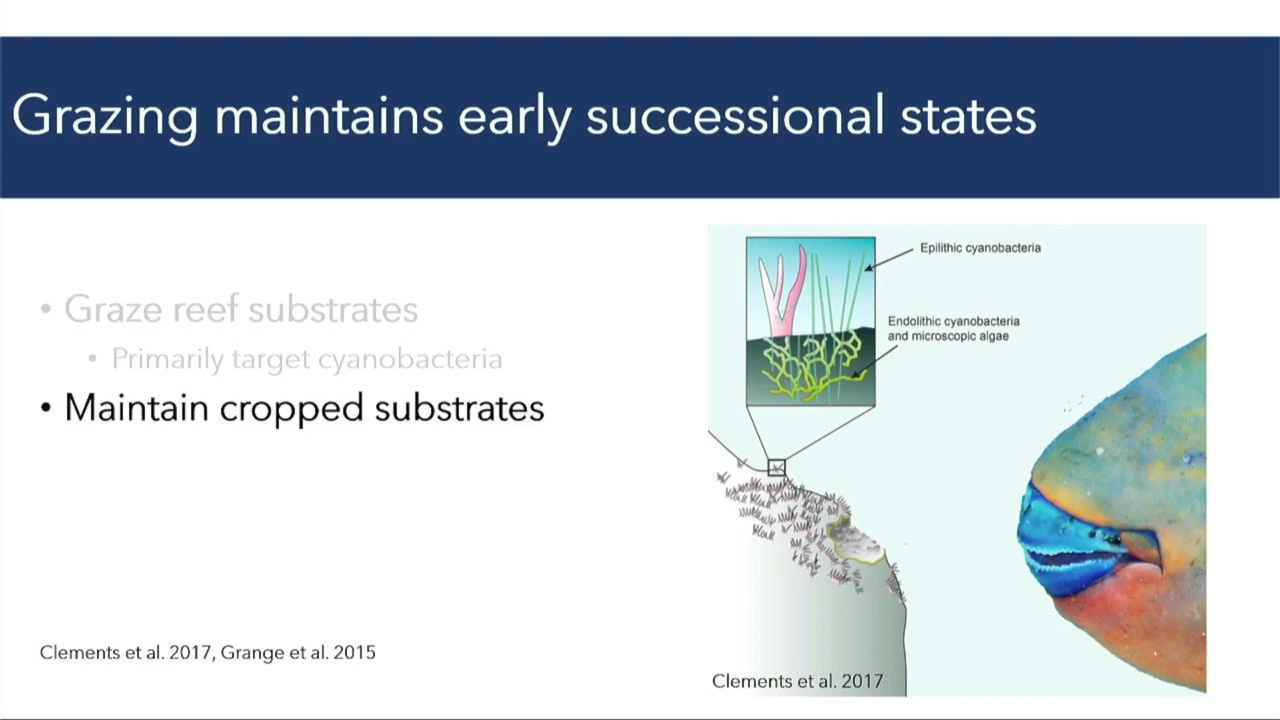 Grazing maintains early successional states
• Graze reef substrates
• Primarily target cyanobacteria
• Maintain cropped substrates
Clements et al. 2017, Grange et al. 2015
Epilithic cyanobacteria
Endolithic cyanobacteria
and microscopic algae
Clements et al. 2017